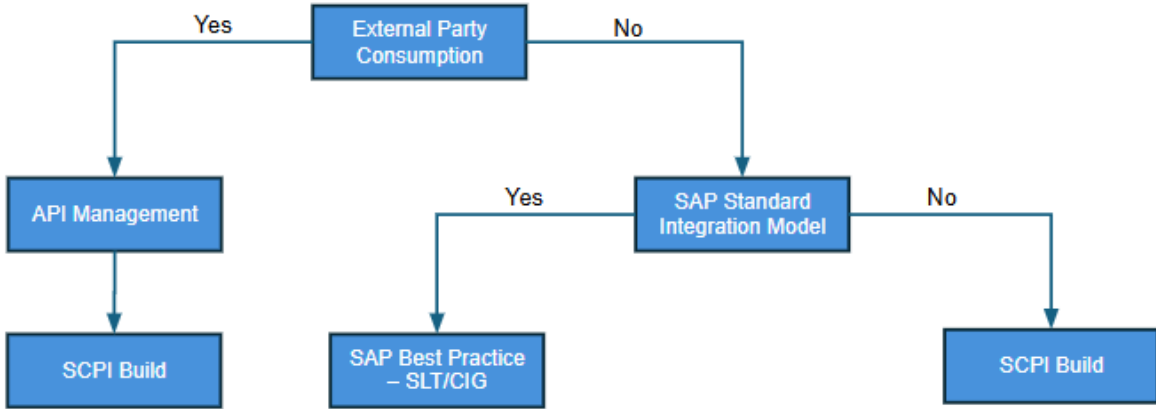 Yes
External Party
Consumption
No
API Management
Yes
SAP Standard
Integration Model
No
SCPI Build
SAP Best Practice
– SLT/CIG
SCPI Build